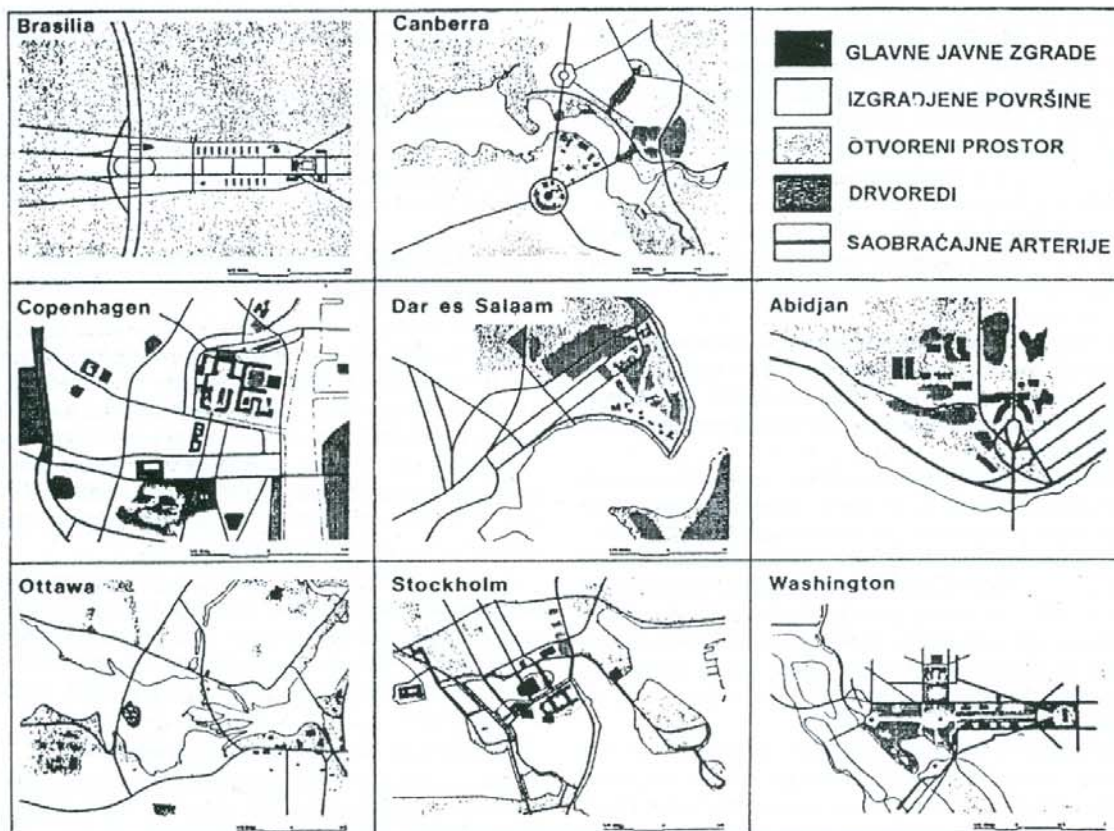 Brasilia
Canberra
GLAVNE JAVNE ZGRADE
IZGRADJENE POVRŠINE
OTVORENI PROSTOR
DRVOREDI
SAOBRAĆAJNE ARTERIJE
Copenhagen
Dar es Salaam
Abidjan
Ottawa
Stockholm
Washington